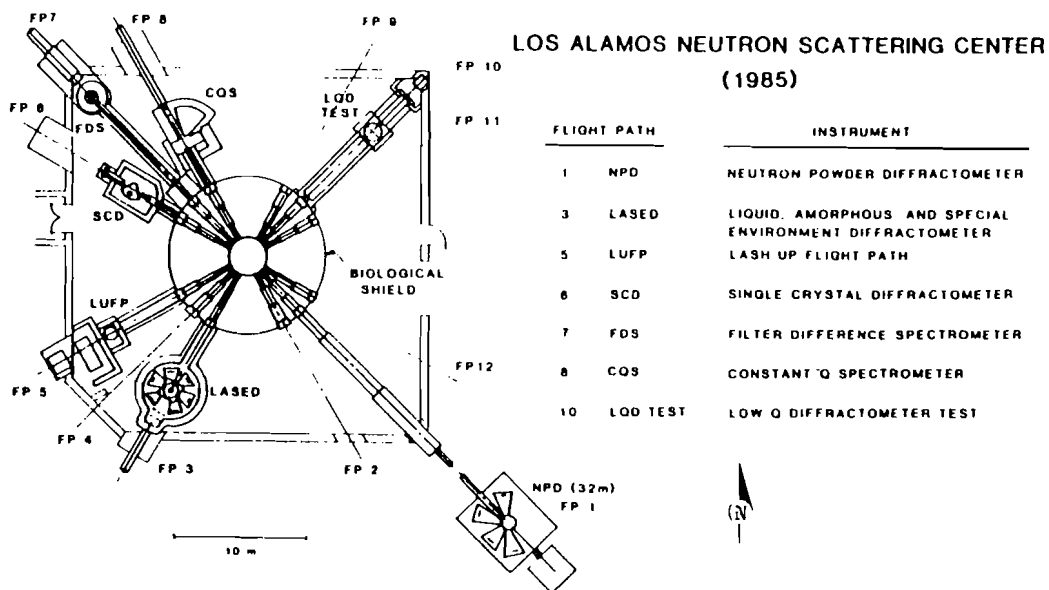 FP7
FP 8
FP 9
FP 10
FP 11
FP 6
FDS
CQS
LQD
TEST
SCD
BIOLOGICAL
SHIELD
LUFP
FP 5
LASED
FP 4
FP 3
FP 2
FP12
NPD (32m)
FP 1
10 m
LOS ALAMOS NEUTRON SCATTERING CENTER
(1985)
FLIGHT PATH INSTRUMENT
1 NPD NEUTRON POWDER DIFFRACTOMETER
3 LASED LIQUID, AMORPHOUS AND SPECIAL
ENVIRONMENT DIFFRACTOMETER
5 LUFP LASH UP FLIGHT PATH
6 SCD SINGLE CRYSTAL DIFFRACTOMETER
7 FDS FILTER DIFFERENCE SPECTROMETER
8 CQS CONSTANT Q SPECTROMETER
10 LQD TEST LOW Q DIFFRACTOMETER TEST
N